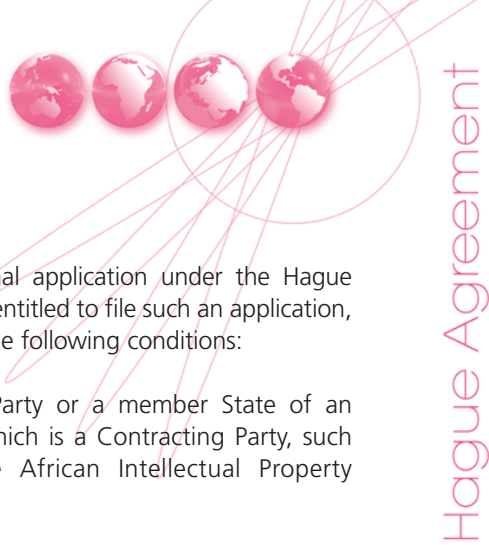 Hague Agreement
nal application under the Hague
entitled to file such an application,
e following conditions:
Party or a member State of an
hich is a Contracting Party, such
e African Intellectual Property